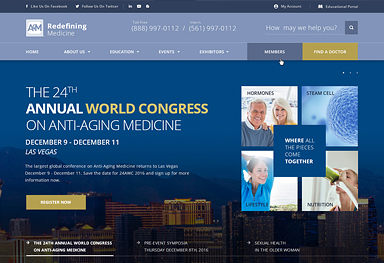 Like Us On Facebook
Follow Us On Twitter
My Account
Educational Portal
A4M
Redefining
Medicine
Toll Free
(888) 997-0112 / (561) 997-0112
How may we help you?
HOME
ABOUT US
EDUCATION
EVENTS
EXHIBITORS
MEMBERS
FIND A DOCTOR
THE 24TH
ANNUAL WORLD CONGRESS
ON ANTI-AGING MEDICINE
DECEMBER 9 - DECEMBER 11
LAS VEGAS
The largest global conference on Anti-Aging Medicine returns to Las Vegas
December 9 - December 11. Save the date for 24AWC 2016 and sign up for more
information now.
REGISTER NOW
HORMONES
STEM CELL
WHERE ALL
THE PIECES
COME
TOGETHER
LIFESTYLE
NUTRITION
THE 24TH ANNUAL WORLD CONGRESS
ON ANTI-AGING MEDICINE
PRE-EVENT SYMPOSIA
THURSDAY DECEMBER 8TH, 2016
SEXUAL HEALTH
IN THE OLDER WOMAN